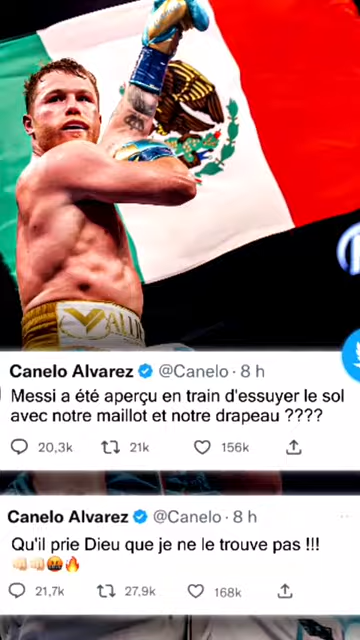 Canelo Alvarez @Canelo · 8 h
Messi a été aperçu en train d'essuyer le sol
avec notre maillot et notre drapeau ????
20,3k 21k 156k
Canelo Alvarez @Canelo · 8 h
Qu'il prie Dieu que je ne le trouve pas !!!
👊🏻👊🏻🤬🔥
21,7k 27,9k 168k